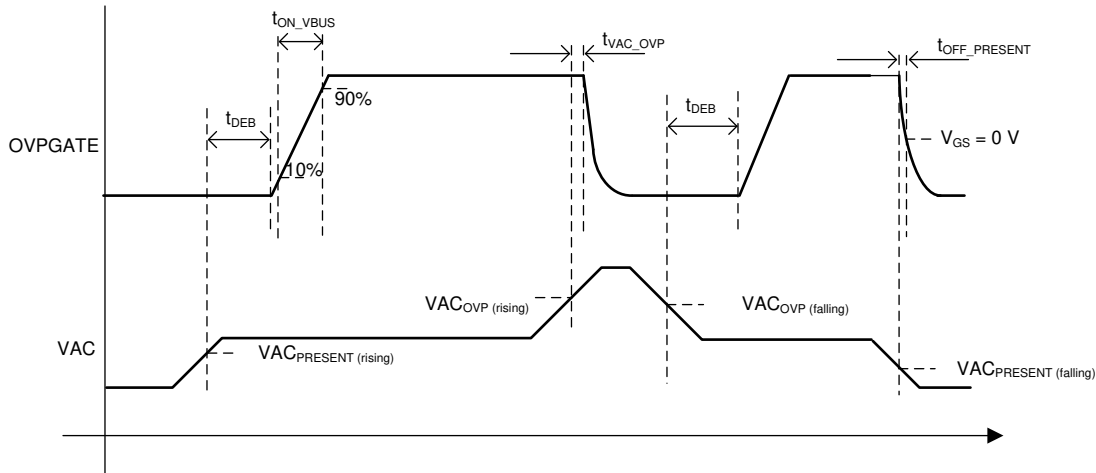 tON_VBUS
tVAC_OVP
tOFF_PRESENT
90%
tDEB
tDEB
OVPGATE
VGS = 0 V
10%
VACOVP (rising)
VACOVP (falling)
VAC
VACPRESENT (rising)
VACPRESENT (falling)